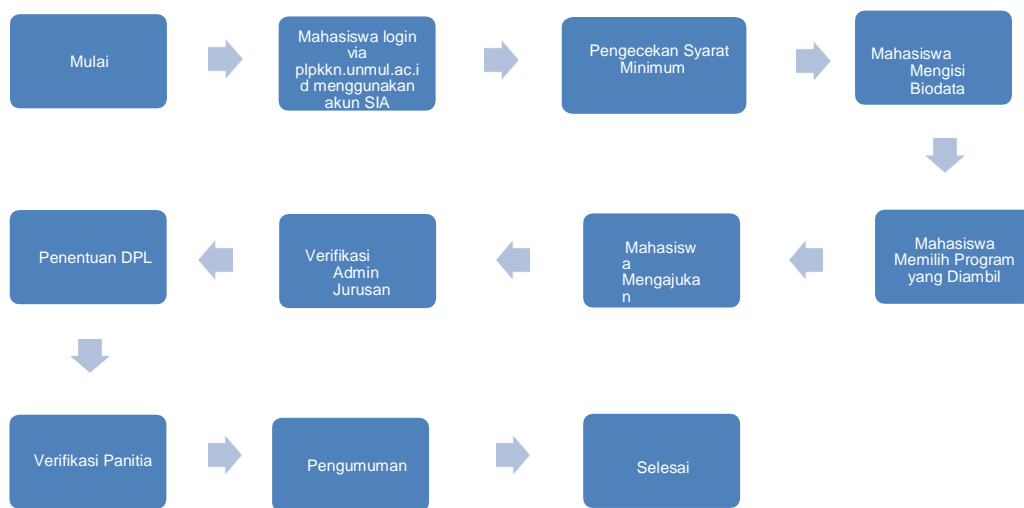 Mulai
Mahasiswa login
via
plpkkn.unmul.ac.i
d menggunakan
akun SIA
Pengecekan Syarat
Minimum
Mahasiswa
Mengisi
Biodata
Mahasiswa
Memilih Program
yang Diambil
Mahasisw
a
Mengajuka
n
Verifikasi
Admin
Jurusan
Penentuan DPL
Verifikasi Panitia
Pengumuman
Selesai